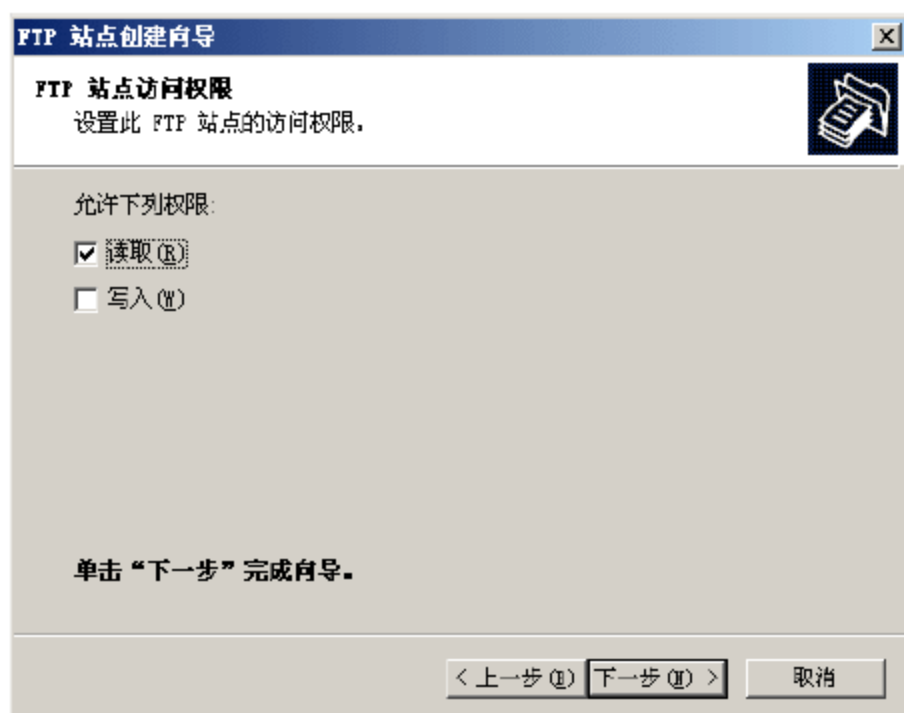 FTP 站点创建向导
FTP 站点访问权限
设置此 FTP 站点的访问权限。
允许下列权限:
读取(R)
写入(W)
单击“下一步”完成向导。
< 上一步(B) 下一步(N) > 取消